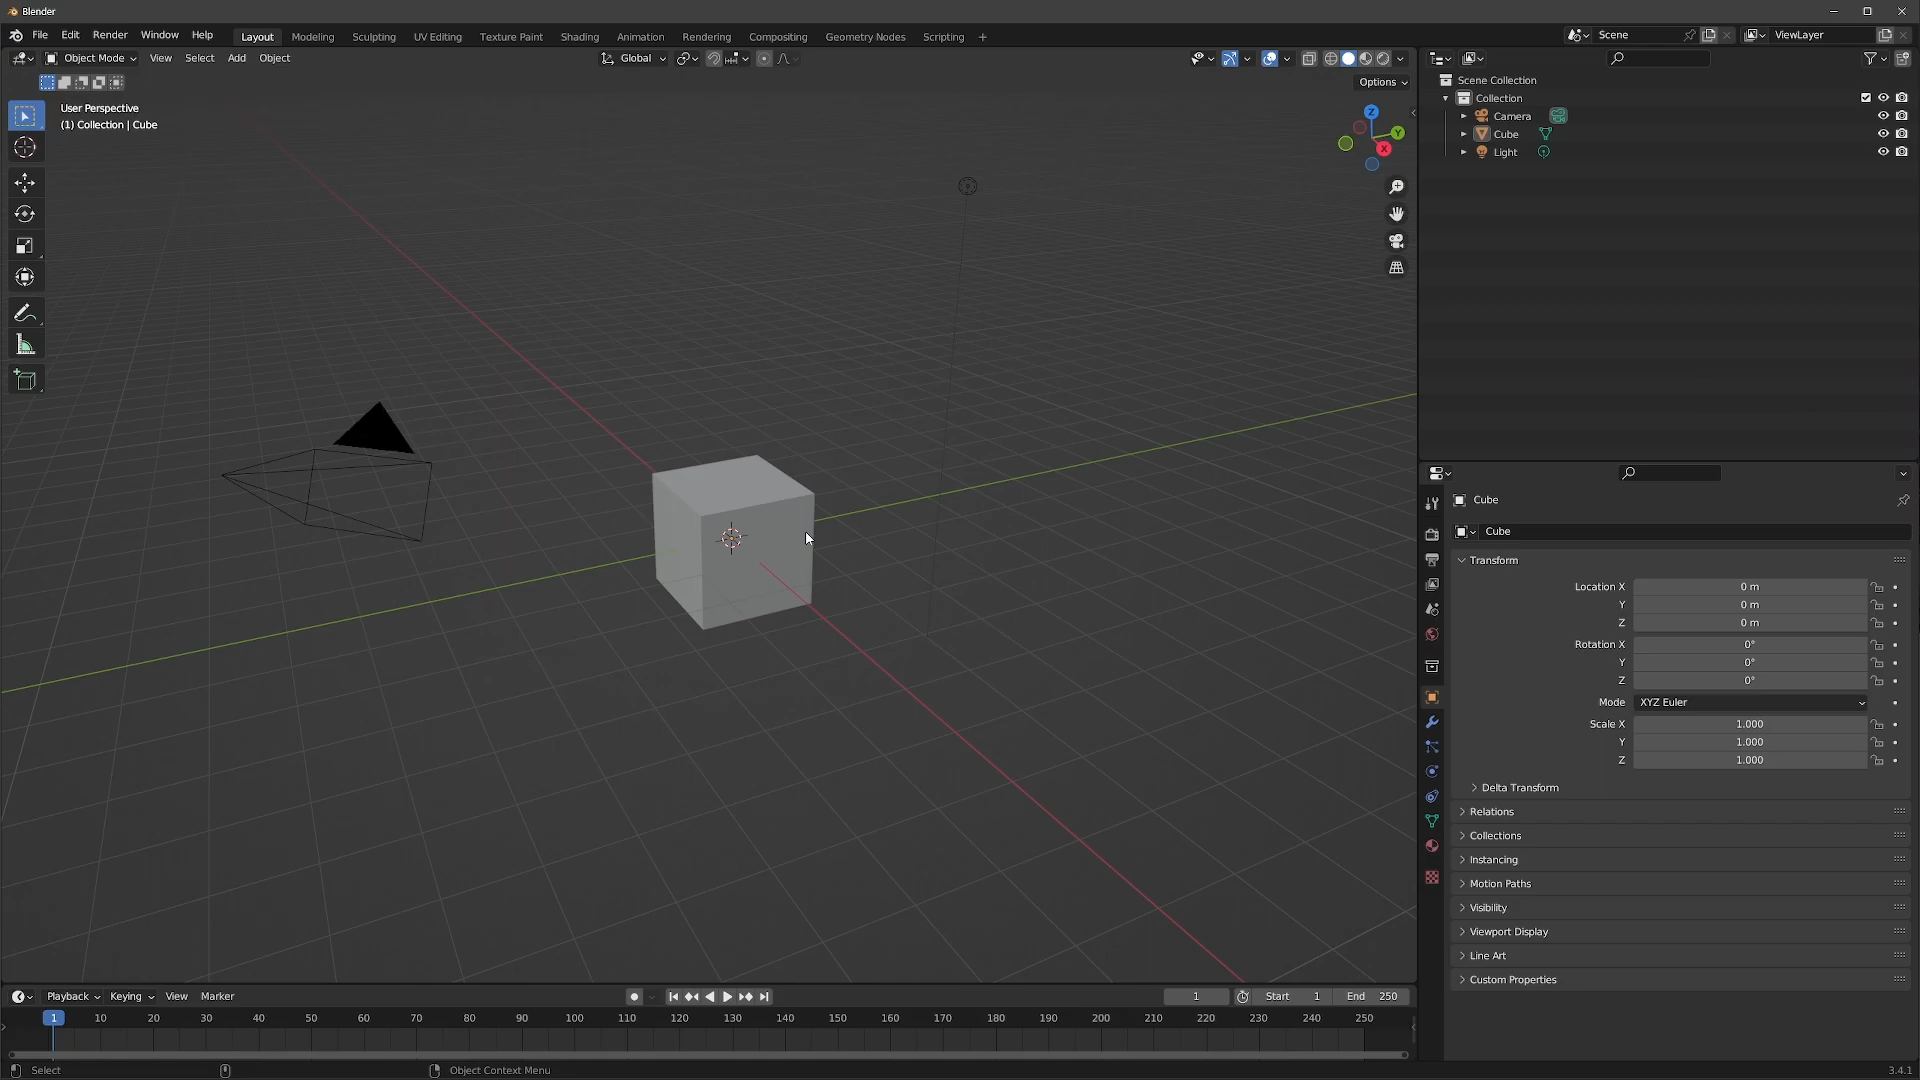 Blender
File Edit Render Window Help Layout Modeling Sculpting UV Editing Texture Paint Shading Animation Rendering Compositing Geometry Nodes Scripting + Scene ViewLayer
Object Mode View Select Add Object Global
Options
User Perspective
(1) Collection | Cube
Z
Y
X
Scene Collection
Collection
Camera
Cube
Light
Cube
Cube
Transform
Location X 0 m
Y 0 m
Z 0 m
Rotation X 0°
Y 0°
Z 0°
Mode XYZ Euler
Scale X 1.000
Y 1.000
Z 1.000
Delta Transform
Relations
Collections
Instancing
Motion Paths
Visibility
Viewport Display
Line Art
Custom Properties
Playback Keying View Marker 1 Start 1 End 250
1 10 20 30 40 50 60 70 80 90 100 110 120 130 140 150 160 170 180 190 200 210 220 230 240 250
Select Object Context Menu 3.4.1